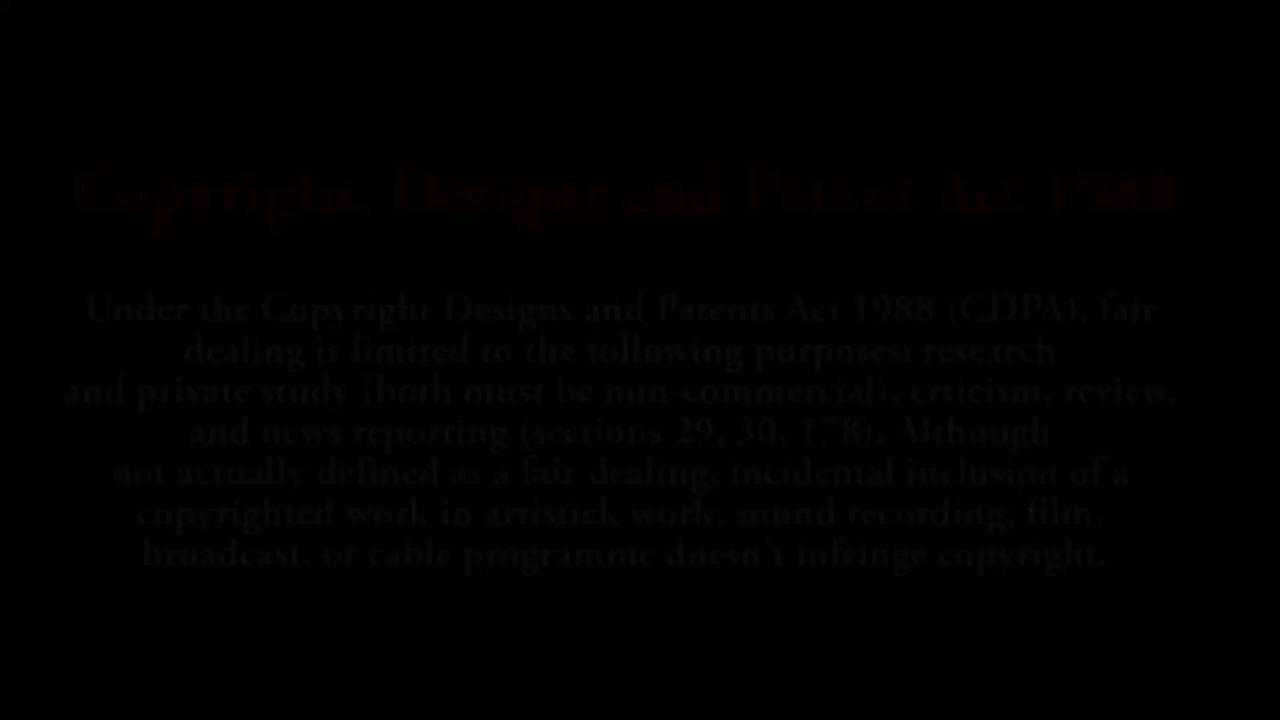 Copyright, Designs and Patent Act 1988
Under the Copyright Designs and Patents Act 1988 (CDPA), fair
dealing is limited to the following purposes: research
and private study (both must be non-commercial), criticism, review,
and news reporting (sections 29, 30, 178). Although
not actually defined as a fair dealing, incidental inclusion of a
copyrighted work in artistick work, sound recording, film,
broadcast, or cable programme doesn't infringe copyright.